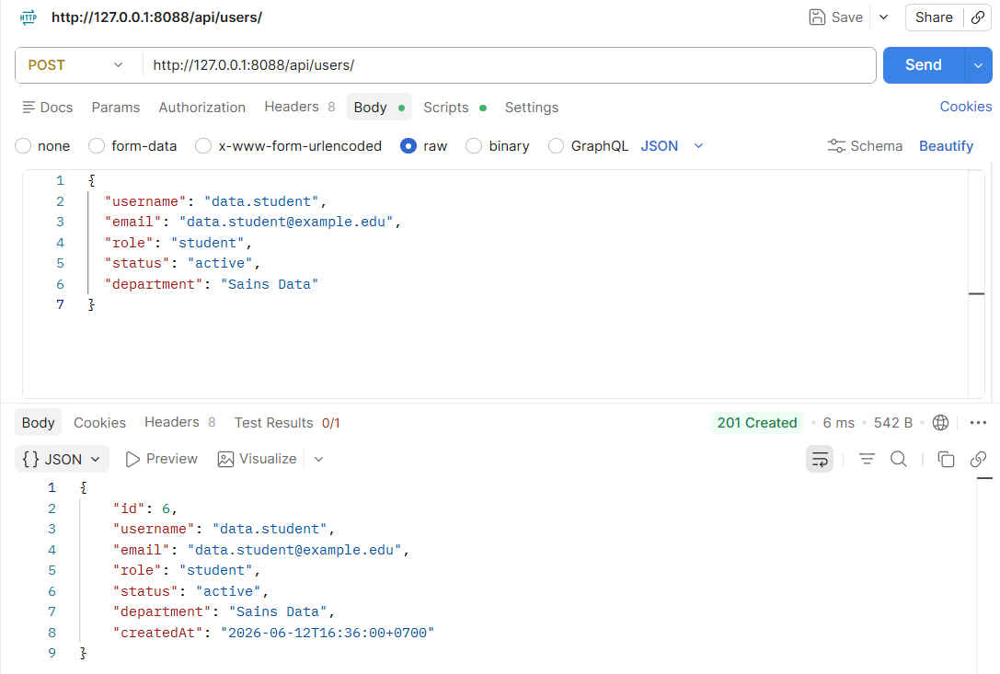 HTTP http://127.0.0.1:8088/api/users/ Save Share
POST http://127.0.0.1:8088/api/users/ Send
Docs Params Authorization Headers 8 Body Scripts Settings Cookies
none form-data x-www-form-urlencoded raw binary GraphQL JSON Schema Beautify
1 {
2 "username": "data.student",
3 "email": "data.student@example.edu",
4 "role": "student",
5 "status": "active",
6 "department": "Sains Data"
7 }
Body Cookies Headers 8 Test Results 0/1 201 Created • 6 ms • 542 B •
{} JSON Preview Visualize
1 {
2 "id": 6,
3 "username": "data.student",
4 "email": "data.student@example.edu",
5 "role": "student",
6 "status": "active",
7 "department": "Sains Data",
8 "createdAt": "2026-06-12T16:36:00+0700"
9 }